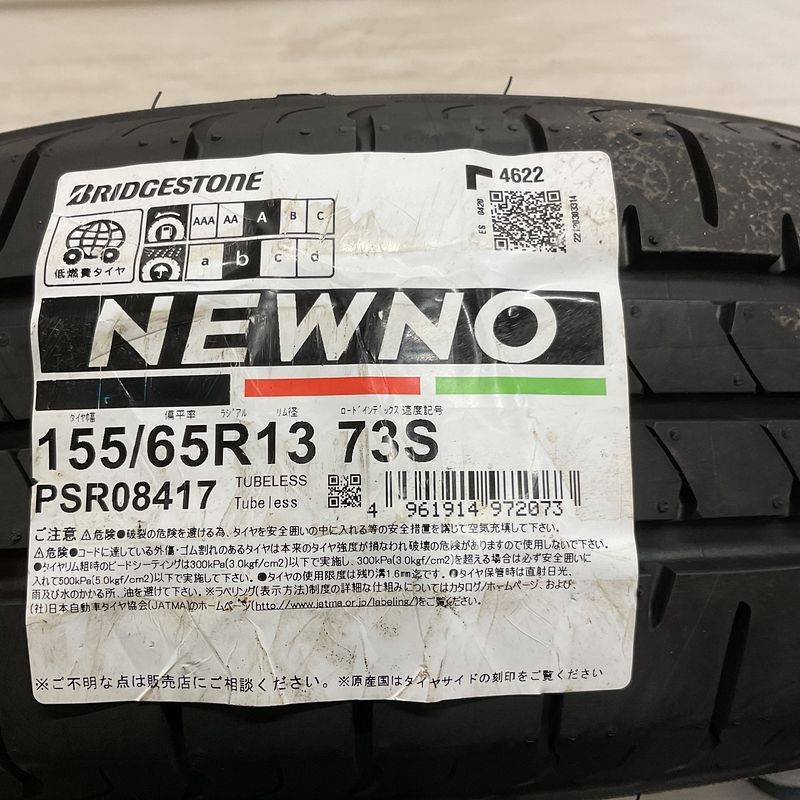 BRIDGESTONE
4622
ES 0420
22120303314
AAA AA A B C
a b c d
低燃費タイヤ
NEWNO
タイヤ幅 偏平率 ラジアル リム径 ロードインデックス 速度記号
155/65R13 73S
PSR08417 TUBELESS
Tubeless
4 961914 972073
ご注意 ⚠危険●破裂の危険を避ける為、タイヤを安全囲いの中に入れる等の安全措置を講じて空気充填して下さい。
⚠危険●コードに達している外傷・ゴム割れのあるタイヤは本来のタイヤ強度が損なわれ破壊の危険がありますので使用しないで下さい。
●タイヤリム組時のビードシーティングは300kPa(3.0kgf/cm2)以下で実施し、300kPa(3.0kgf/cm2)を超える場合は必ず安全囲いに
入れて500kPa(5.0kgf/cm2)以下で実施して下さい。●タイヤの使用限度は残り溝1.6mm迄です。●タイヤ保管時は直射日光、
雨及び水のかかる所、油を避けて下さい。※ラベリング(表示方法)制度の詳細な仕組みについてはカタログ/ホームページ、および、
(社)日本自動車タイヤ協会(JATMA)のホームページ(http://www.jatma.or.jp/labeling/)をご覧ください。
※ご不明な点は販売店にご相談ください。※原産国はタイヤサイドの刻印をご覧ください